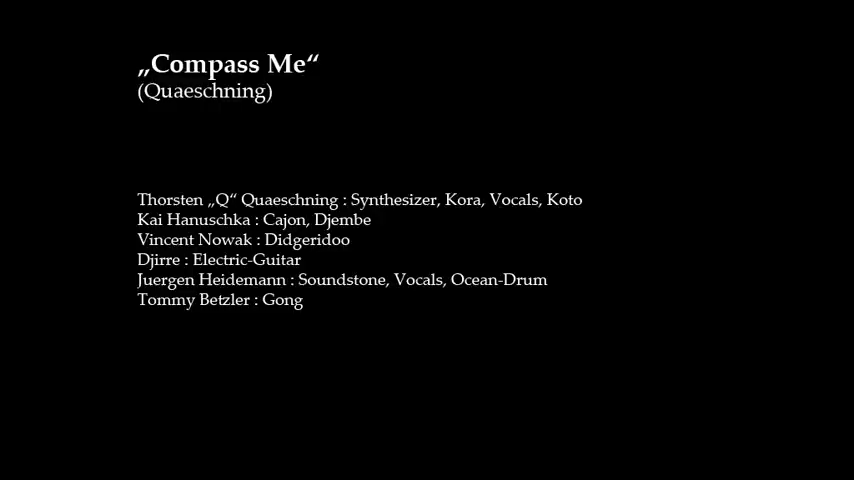 „Compass Me“
(Quaeschning)
Thorsten „Q“ Quaeschning : Synthesizer, Kora, Vocals, Koto
Kai Hanuschka : Cajon, Djembe
Vincent Nowak : Didgeridoo
Djirre : Electric-Guitar
Juergen Heidemann : Soundstone, Vocals, Ocean-Drum
Tommy Betzler : Gong